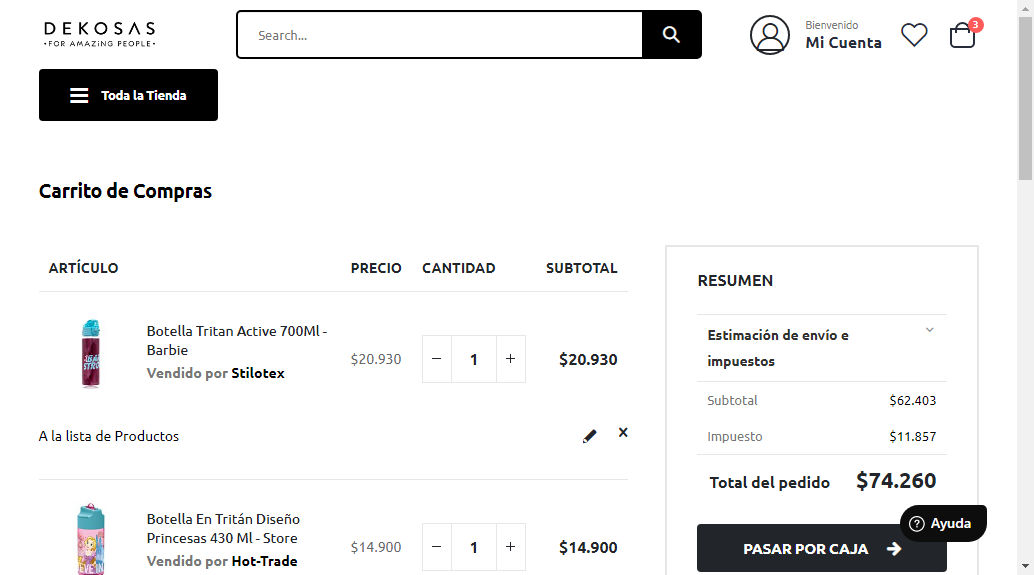 DEKOSAS
•FOR AMAZING PEOPLE•
Search...
Bienvenido
Mi Cuenta
3
Toda la Tienda
Carrito de Compras
ARTÍCULO PRECIO CANTIDAD SUBTOTAL
Botella Tritan Active 700Ml -
Barbie
Vendido por Stilotex
$20.930 − 1 + $20.930
A la lista de Productos
Botella En Tritán Diseño
Princesas 430 Ml - Store
Vendido por Hot-Trade
$14.900 − 1 + $14.900
RESUMEN
Estimación de envío e
impuestos
Subtotal $62.403
Impuesto $11.857
Total del pedido $74.260
Ayuda
PASAR POR CAJA